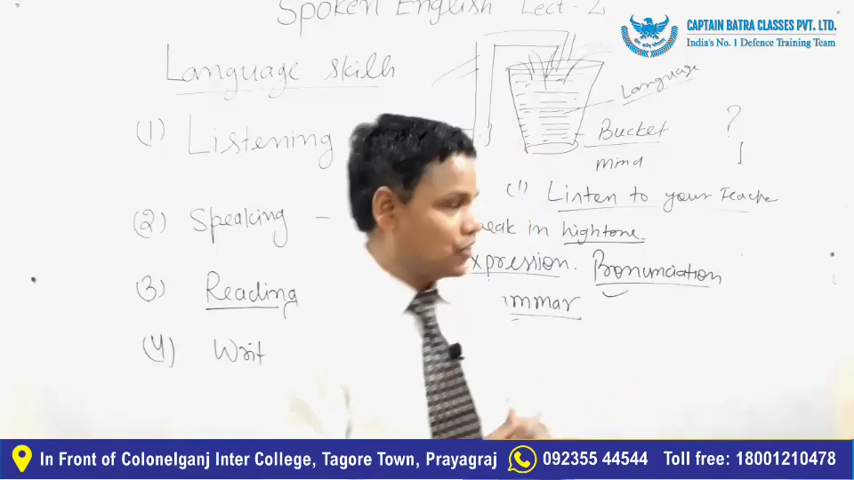 Spoken English Lect-2
CAPTAIN BATRA CLASSES PVT. LTD.
India's No. 1 Defence Training Team
Language skills
Language
(1) Listening
Bucket
mind
?
(1) Linten to your Teache
(2) Speaking -
eak in hightone.
xpression. Pronunciation
(3) Reading
mmar
(4) Writ
In Front of Colonelganj Inter College, Tagore Town, Prayagraj 092355 44544 Toll free: 18001210478